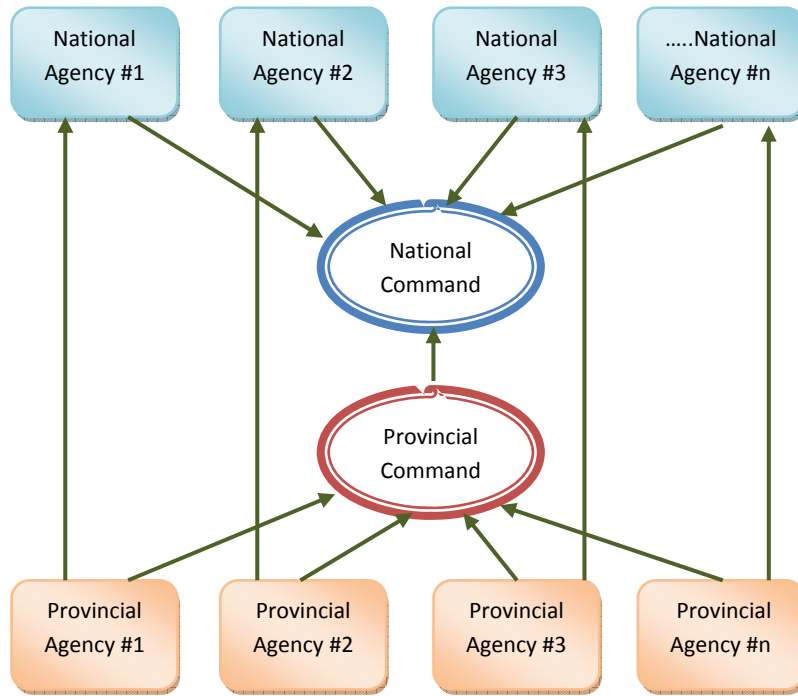 National
Agency #1
National
Agency #2
National
Agency #3
.....National
Agency #n
National
Command
Provincial
Command
Provincial
Agency #1
Provincial
Agency #2
Provincial
Agency #3
Provincial
Agency #n